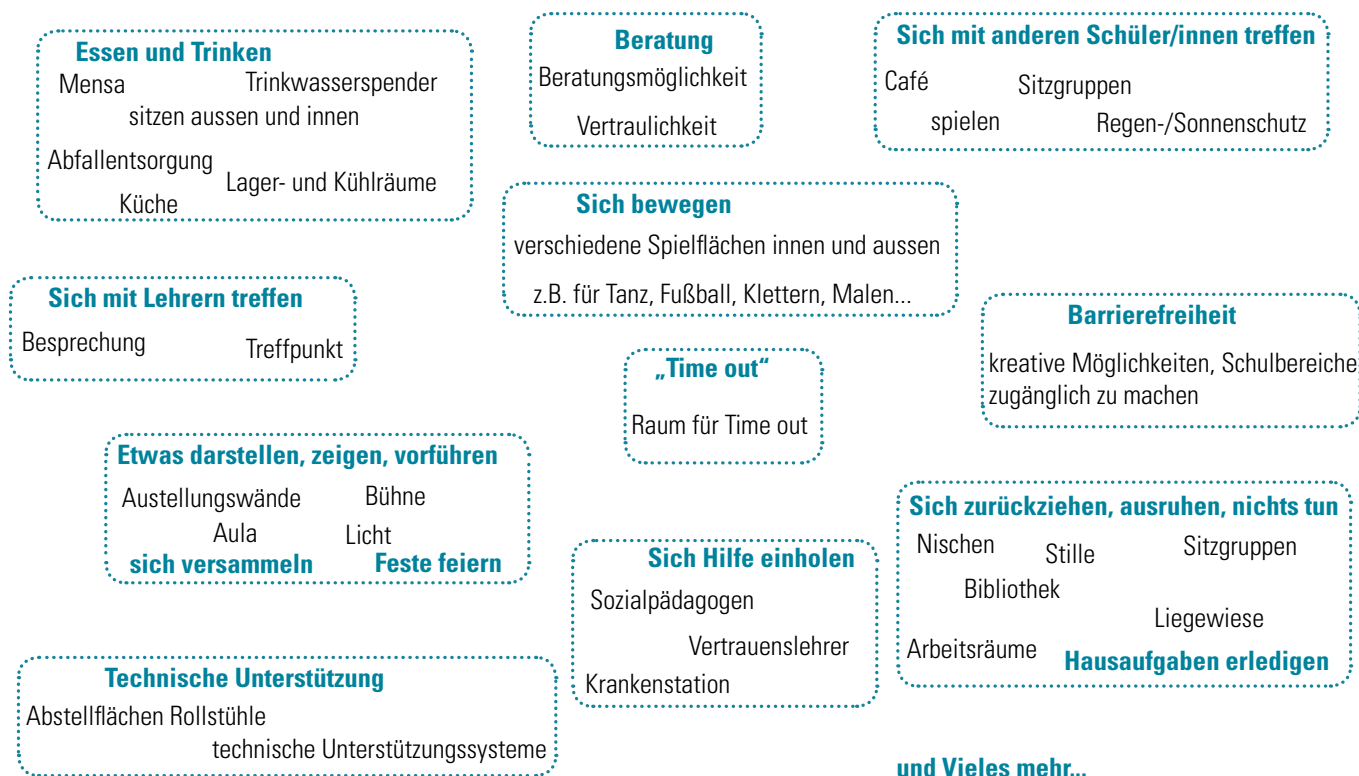 Essen und Trinken
Mensa
Trinkwasserspender
sitzen aussen und innen
Abfallentsorgung
Lager- und Kühlräume
Küche
Beratung
Beratungsmöglichkeit
Vertraulichkeit
Sich mit anderen Schüler/innen treffen
Café
Sitzgruppen
spielen
Regen-/Sonnenschutz
Sich bewegen
verschiedene Spielflächen innen und aussen
z.B. für Tanz, Fußball, Klettern, Malen...
Sich mit Lehrern treffen
Besprechung
Treffpunkt
„Time out“
Raum für Time out
Barrierefreiheit
kreative Möglichkeiten, Schulbereiche
zugänglich zu machen
Etwas darstellen, zeigen, vorführen
Austellungswände
Bühne
Aula
Licht
sich versammeln
Feste feiern
Sich Hilfe einholen
Sozialpädagogen
Vertrauenslehrer
Krankenstation
Sich zurückziehen, ausruhen, nichts tun
Nischen
Stille
Sitzgruppen
Bibliothek
Liegewiese
Arbeitsräume
Hausaufgaben erledigen
Technische Unterstützung
Abstellflächen Rollstühle
technische Unterstützungssysteme
und Vieles mehr...